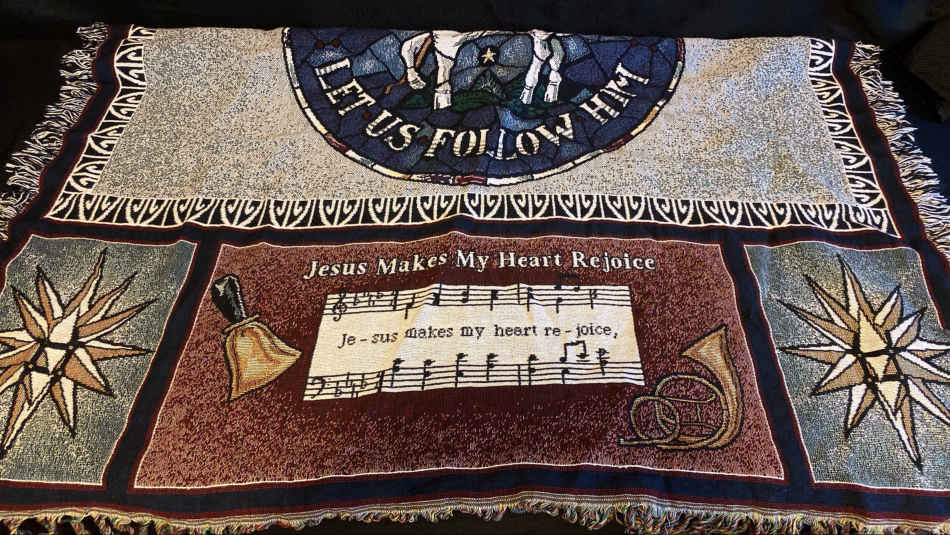 LET · US · FOLLOW HIM
Jesus Makes My Heart Rejoice
Je - sus makes my heart re - joice,